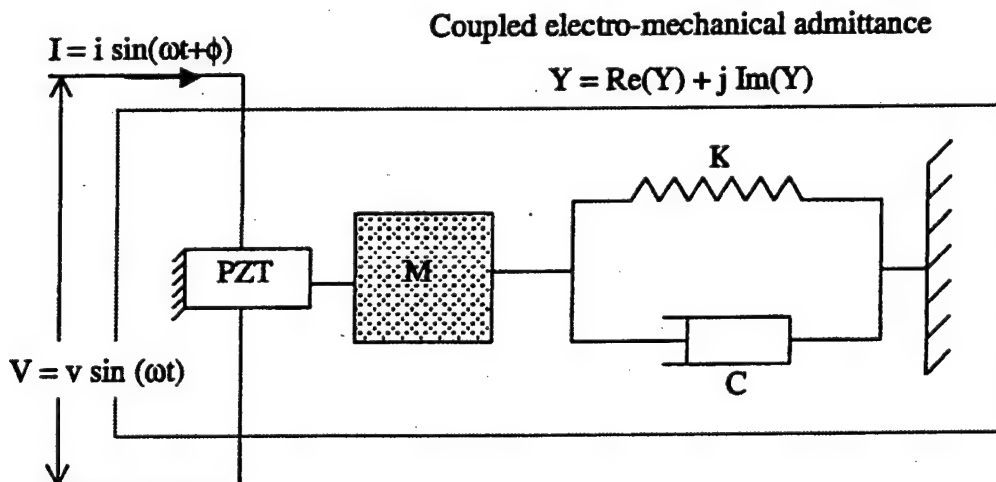 Coupled electro-mechanical admittance
I = i sin(ωt+ϕ)
Y = Re(Y) + j Im(Y)
K
PZT
M
V = v sin (ωt)
C